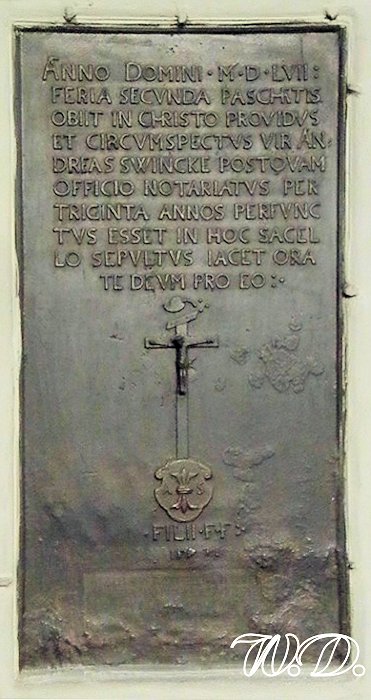 ANNO DOMINI · M · D · LVII :
FERIA SECVNDA PASCHATIS
OBIIT IN CHRISTO PROVIDVS
ET CIRCVMSPECTVS VIR AN:
DREAS SWINCKE POSTQVAM
OFFICIO NOTARIATVS PER
TRIGINTA ANNOS PERFVNC
TVS ESSET IN HOC SACEL
LO SEPVLTVS IACET ORA
TE DEVM PRO EO : ·
A S
· FILII · F · F
W. D.